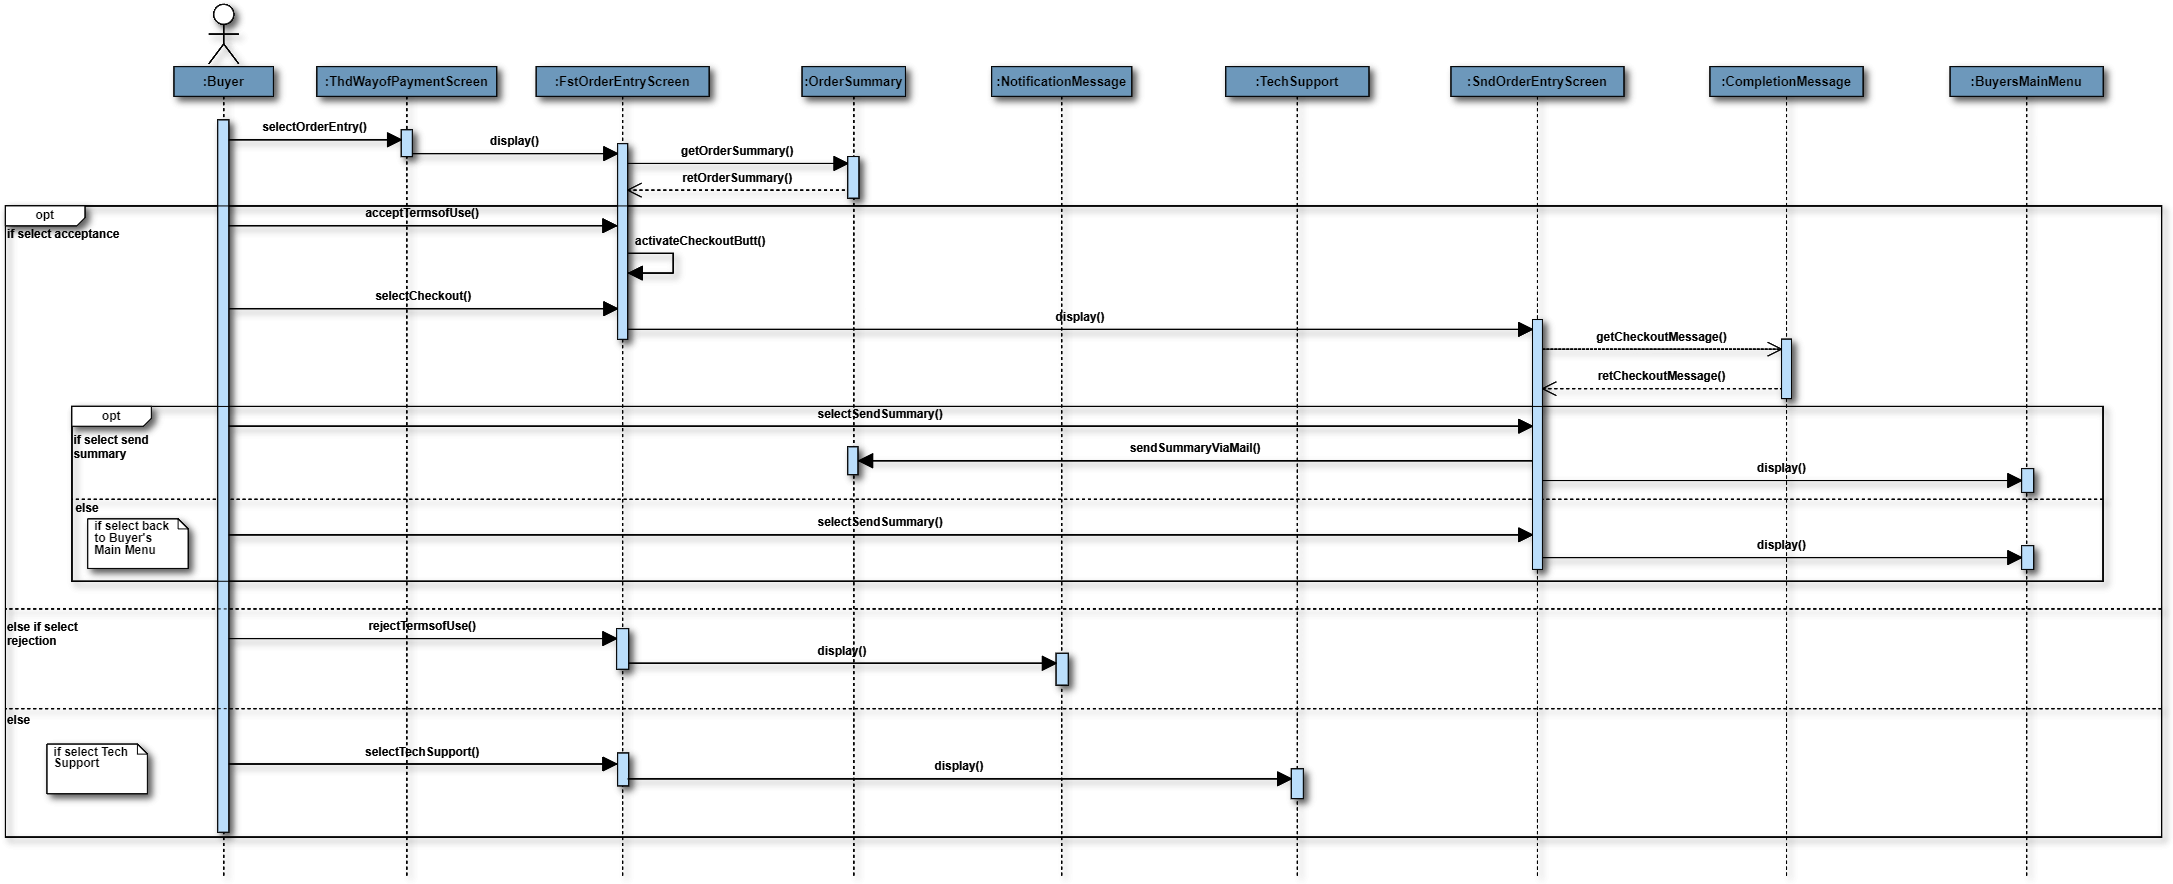 :Buyer
:ThdWayofPaymentScreen
:FstOrderEntryScreen
:OrderSummary
:NotificationMessage
:TechSupport
:SndOrderEntryScreen
:CompletionMessage
:BuyersMainMenu
selectOrderEntry()
display()
getOrderSummary()
retOrderSummary()
opt
if select acceptance
acceptTermsofUse()
activateCheckoutButt()
selectCheckout()
display()
getCheckoutMessage()
retCheckoutMessage()
opt
if select send
summary
selectSendSummary()
sendSummaryViaMail()
display()
else
if select back
to Buyer's
Main Menu
selectSendSummary()
display()
else if select
rejection
rejectTermsofUse()
display()
else
if select Tech
Support
selectTechSupport()
display()